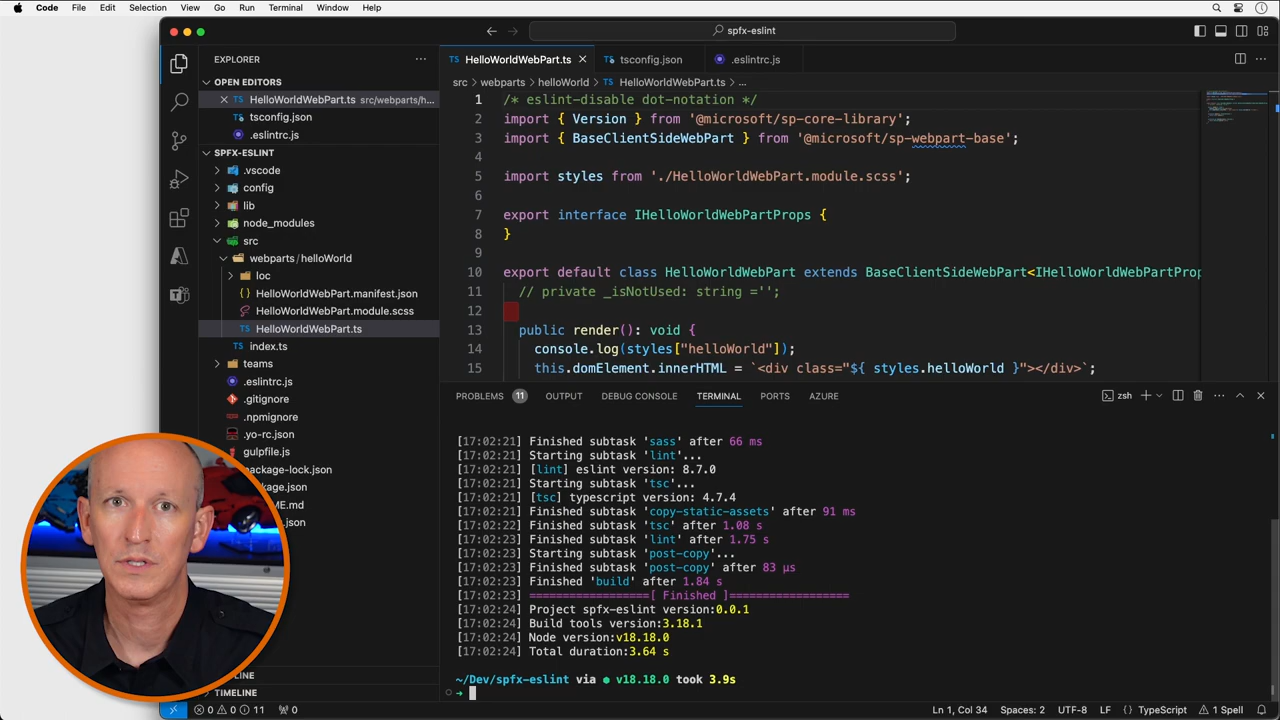 Code File Edit Selection View Go Run Terminal Window Help
spfx-eslint
EXPLORER
OPEN EDITORS
HelloWorldWebPart.ts src/webparts/h...
tsconfig.json
.eslintrc.js
SPFX-ESLINT
.vscode
config
lib
node_modules
src
webparts / helloWorld
loc
HelloWorldWebPart.manifest.json
HelloWorldWebPart.module.scss
HelloWorldWebPart.ts
index.ts
teams
.eslintrc.js
.gitignore
.npmignore
.yo-rc.json
gulpfile.js
package-lock.json
TIMELINE
HelloWorldWebPart.ts tsconfig.json .eslintrc.js
src webparts helloWorld TS HelloWorldWebPart.ts ...
1 /* eslint-disable dot-notation */
2 import { Version } from '@microsoft/sp-core-library';
3 import { BaseClientSideWebPart } from '@microsoft/sp-webpart-base';
4
5 import styles from './HelloWorldWebPart.module.scss';
6
7 export interface IHelloWorldWebPartProps {
8 }
9
10 export default class HelloWorldWebPart extends BaseClientSideWebPart<IHelloWorldWebPartProp
11 // private _isNotUsed: string ='';
12
13 public render(): void {
14 console.log(styles["helloWorld"]);
15 this.domElement.innerHTML = `<div class="${ styles.helloWorld }"></div>`;
PROBLEMS 11 OUTPUT DEBUG CONSOLE TERMINAL PORTS AZURE zsh
[17:02:21] Finished subtask 'sass' after 66 ms
[17:02:21] Starting subtask 'lint'...
[17:02:21] [lint] eslint version: 8.7.0
[17:02:21] Starting subtask 'tsc'...
[17:02:21] [tsc] typescript version: 4.7.4
[17:02:21] Finished subtask 'copy-static-assets' after 91 ms
[17:02:22] Finished subtask 'tsc' after 1.08 s
[17:02:23] Finished subtask 'lint' after 1.75 s
[17:02:23] Starting subtask 'post-copy'...
[17:02:23] Finished subtask 'post-copy' after 83 μs
[17:02:23] Finished 'build' after 1.84 s
[17:02:23] ==================[ Finished ]==================
[17:02:24] Project spfx-eslint version:0.0.1
[17:02:24] Build tools version:3.18.1
[17:02:24] Node version:v18.18.0
[17:02:24] Total duration:3.64 s
~/Dev/spfx-eslint via v18.18.0 took 3.9s
0 0 11 0 Ln 1, Col 34 Spaces: 2 UTF-8 LF {} TypeScript 1 Spell